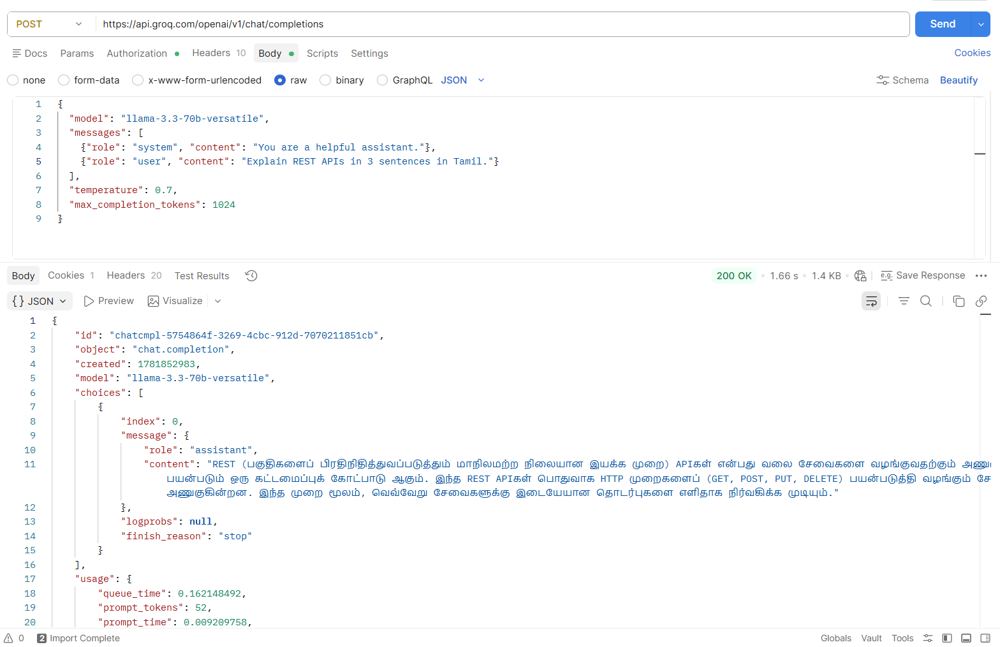 POST https://api.groq.com/openai/v1/chat/completions Send
Docs Params Authorization Headers 10 Body Scripts Settings Cookies
none form-data x-www-form-urlencoded raw binary GraphQL JSON Schema Beautify
1 {
2 "model": "llama-3.3-70b-versatile",
3 "messages": [
4 {"role": "system", "content": "You are a helpful assistant."},
5 {"role": "user", "content": "Explain REST APIs in 3 sentences in Tamil."}
6 ],
7 "temperature": 0.7,
8 "max_completion_tokens": 1024
9 }
Body Cookies 1 Headers 20 Test Results 200 OK • 1.66 s • 1.4 KB • e.g. Save Response
{} JSON Preview Visualize
1 {
2 "id": "chatcmpl-5754864f-3269-4cbc-912d-7070211851cb",
3 "object": "chat.completion",
4 "created": 1781852983,
5 "model": "llama-3.3-70b-versatile",
6 "choices": [
7 {
8 "index": 0,
9 "message": {
10 "role": "assistant",
11 "content": "REST (பகுதிகளைப் பிரதிநிதித்துவப்படுத்தும் மாநிலமற்ற நிலையான இயக்க முறை) APIகள் என்பது வலை சேவைகளை வழங்குவதற்கும்
பயன்படும் ஒரு கட்டமைப்புக் கோட்பாடு ஆகும். இந்த REST APIகள் பொதுவாக HTTP முறைகளைப் (GET, POST, PUT, DELETE) பயன்படுத்தி வழங்கும்
அணுகுகின்றன. இந்த முறை மூலம், வெவ்வேறு சேவைகளுக்கு இடையேயான தொடர்புகளை எளிதாக நிர்வகிக்க முடியும்."
12 },
13 "logprobs": null,
14 "finish_reason": "stop"
15 }
16 ],
17 "usage": {
18 "queue_time": 0.162148492,
19 "prompt_tokens": 52,
20 "prompt_time": 0.009209758,
0 2 Import Complete Globals Vault Tools